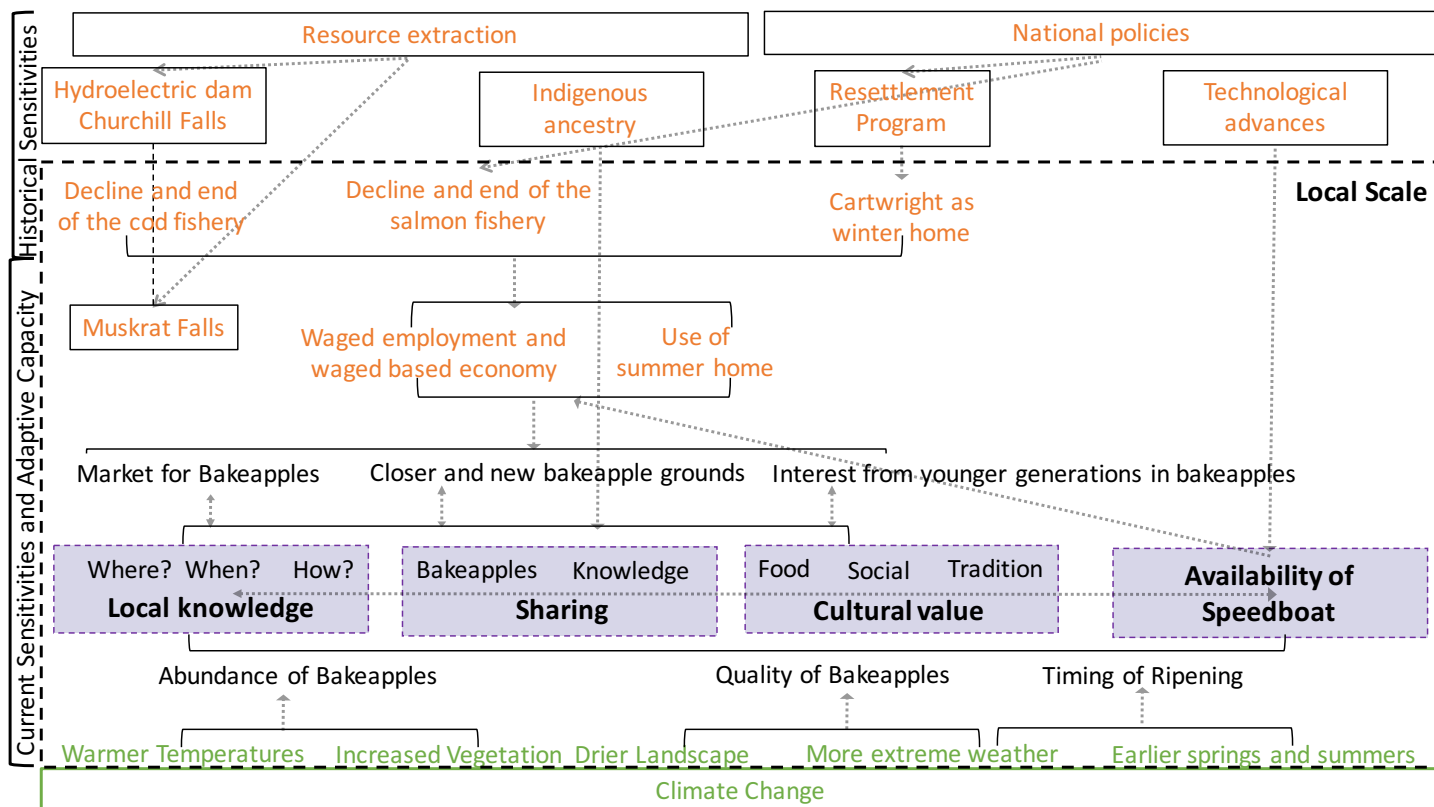 Historical Sensitivities
Resource extraction
National policies
Hydroelectric dam
Churchill Falls
Indigenous
ancestry
Resettlement
Program
Technological
advances
Local Scale
Decline and end
of the cod fishery
Decline and end of the
salmon fishery
Cartwright as
winter home
Current Sensitivities and Adaptive Capacity
Muskrat Falls
Waged employment and
waged based economy
Use of
summer home
Market for Bakeapples
Closer and new bakeapple grounds
Interest from younger generations in bakeapples
Where? When? How?
Local knowledge
Bakeapples Knowledge
Sharing
Food Social Tradition
Cultural value
Availability of
Speedboat
Abundance of Bakeapples
Quality of Bakeapples
Timing of Ripening
Warmer Temperatures
Increased Vegetation
Drier Landscape
More extreme weather
Earlier springs and summers
Climate Change